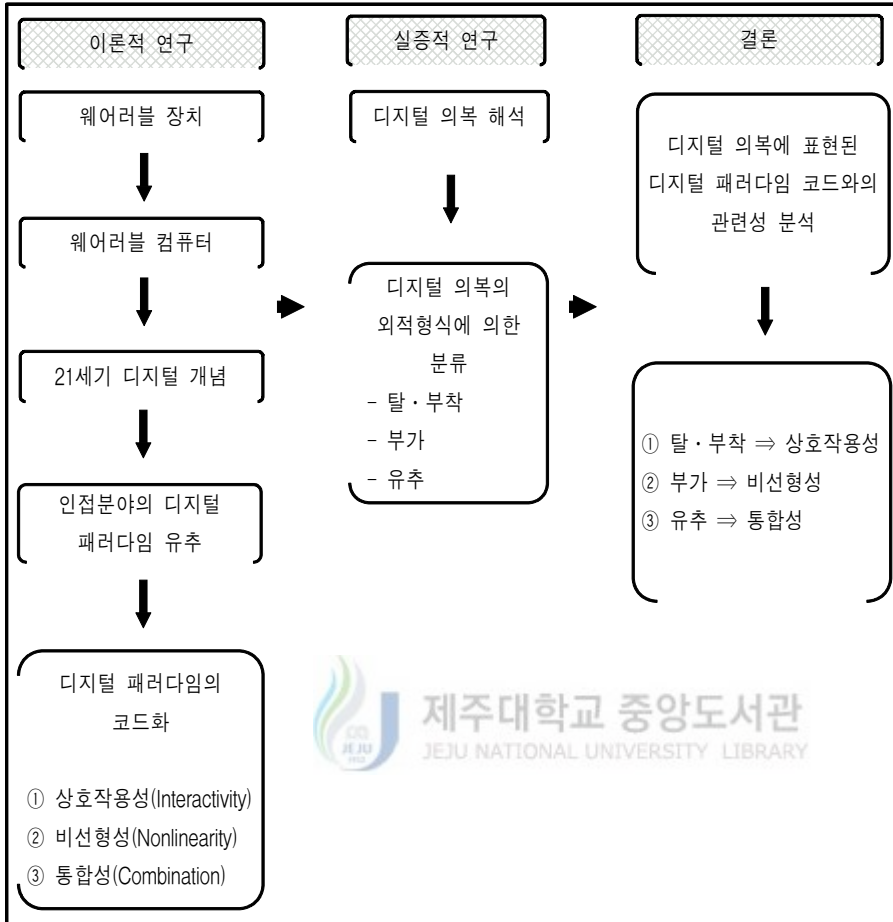 이론적 연구
웨어러블 장치
웨어러블 컴퓨터
21세기 디지털 개념
인접분야의 디지털
패러다임 유추
디지털 패러다임의
코드화
① 상호작용성(Interactivity)
② 비선형성(Nonlinearity)
③ 통합성(Combination)
실증적 연구
디지털 의복 해석
디지털 의복의
외적형식에 의한
분류
- 탈・부착
- 부가
- 유추
결론
디지털 의복에 표현된
디지털 패러다임 코드와의
관련성 분석
① 탈・부착 ⇒ 상호작용성
② 부가 ⇒ 비선형성
③ 유추 ⇒ 통합성
JEJU
1952
제주대학교 중앙도서관
JEJU NATIONAL UNIVERSITY LIBRARY